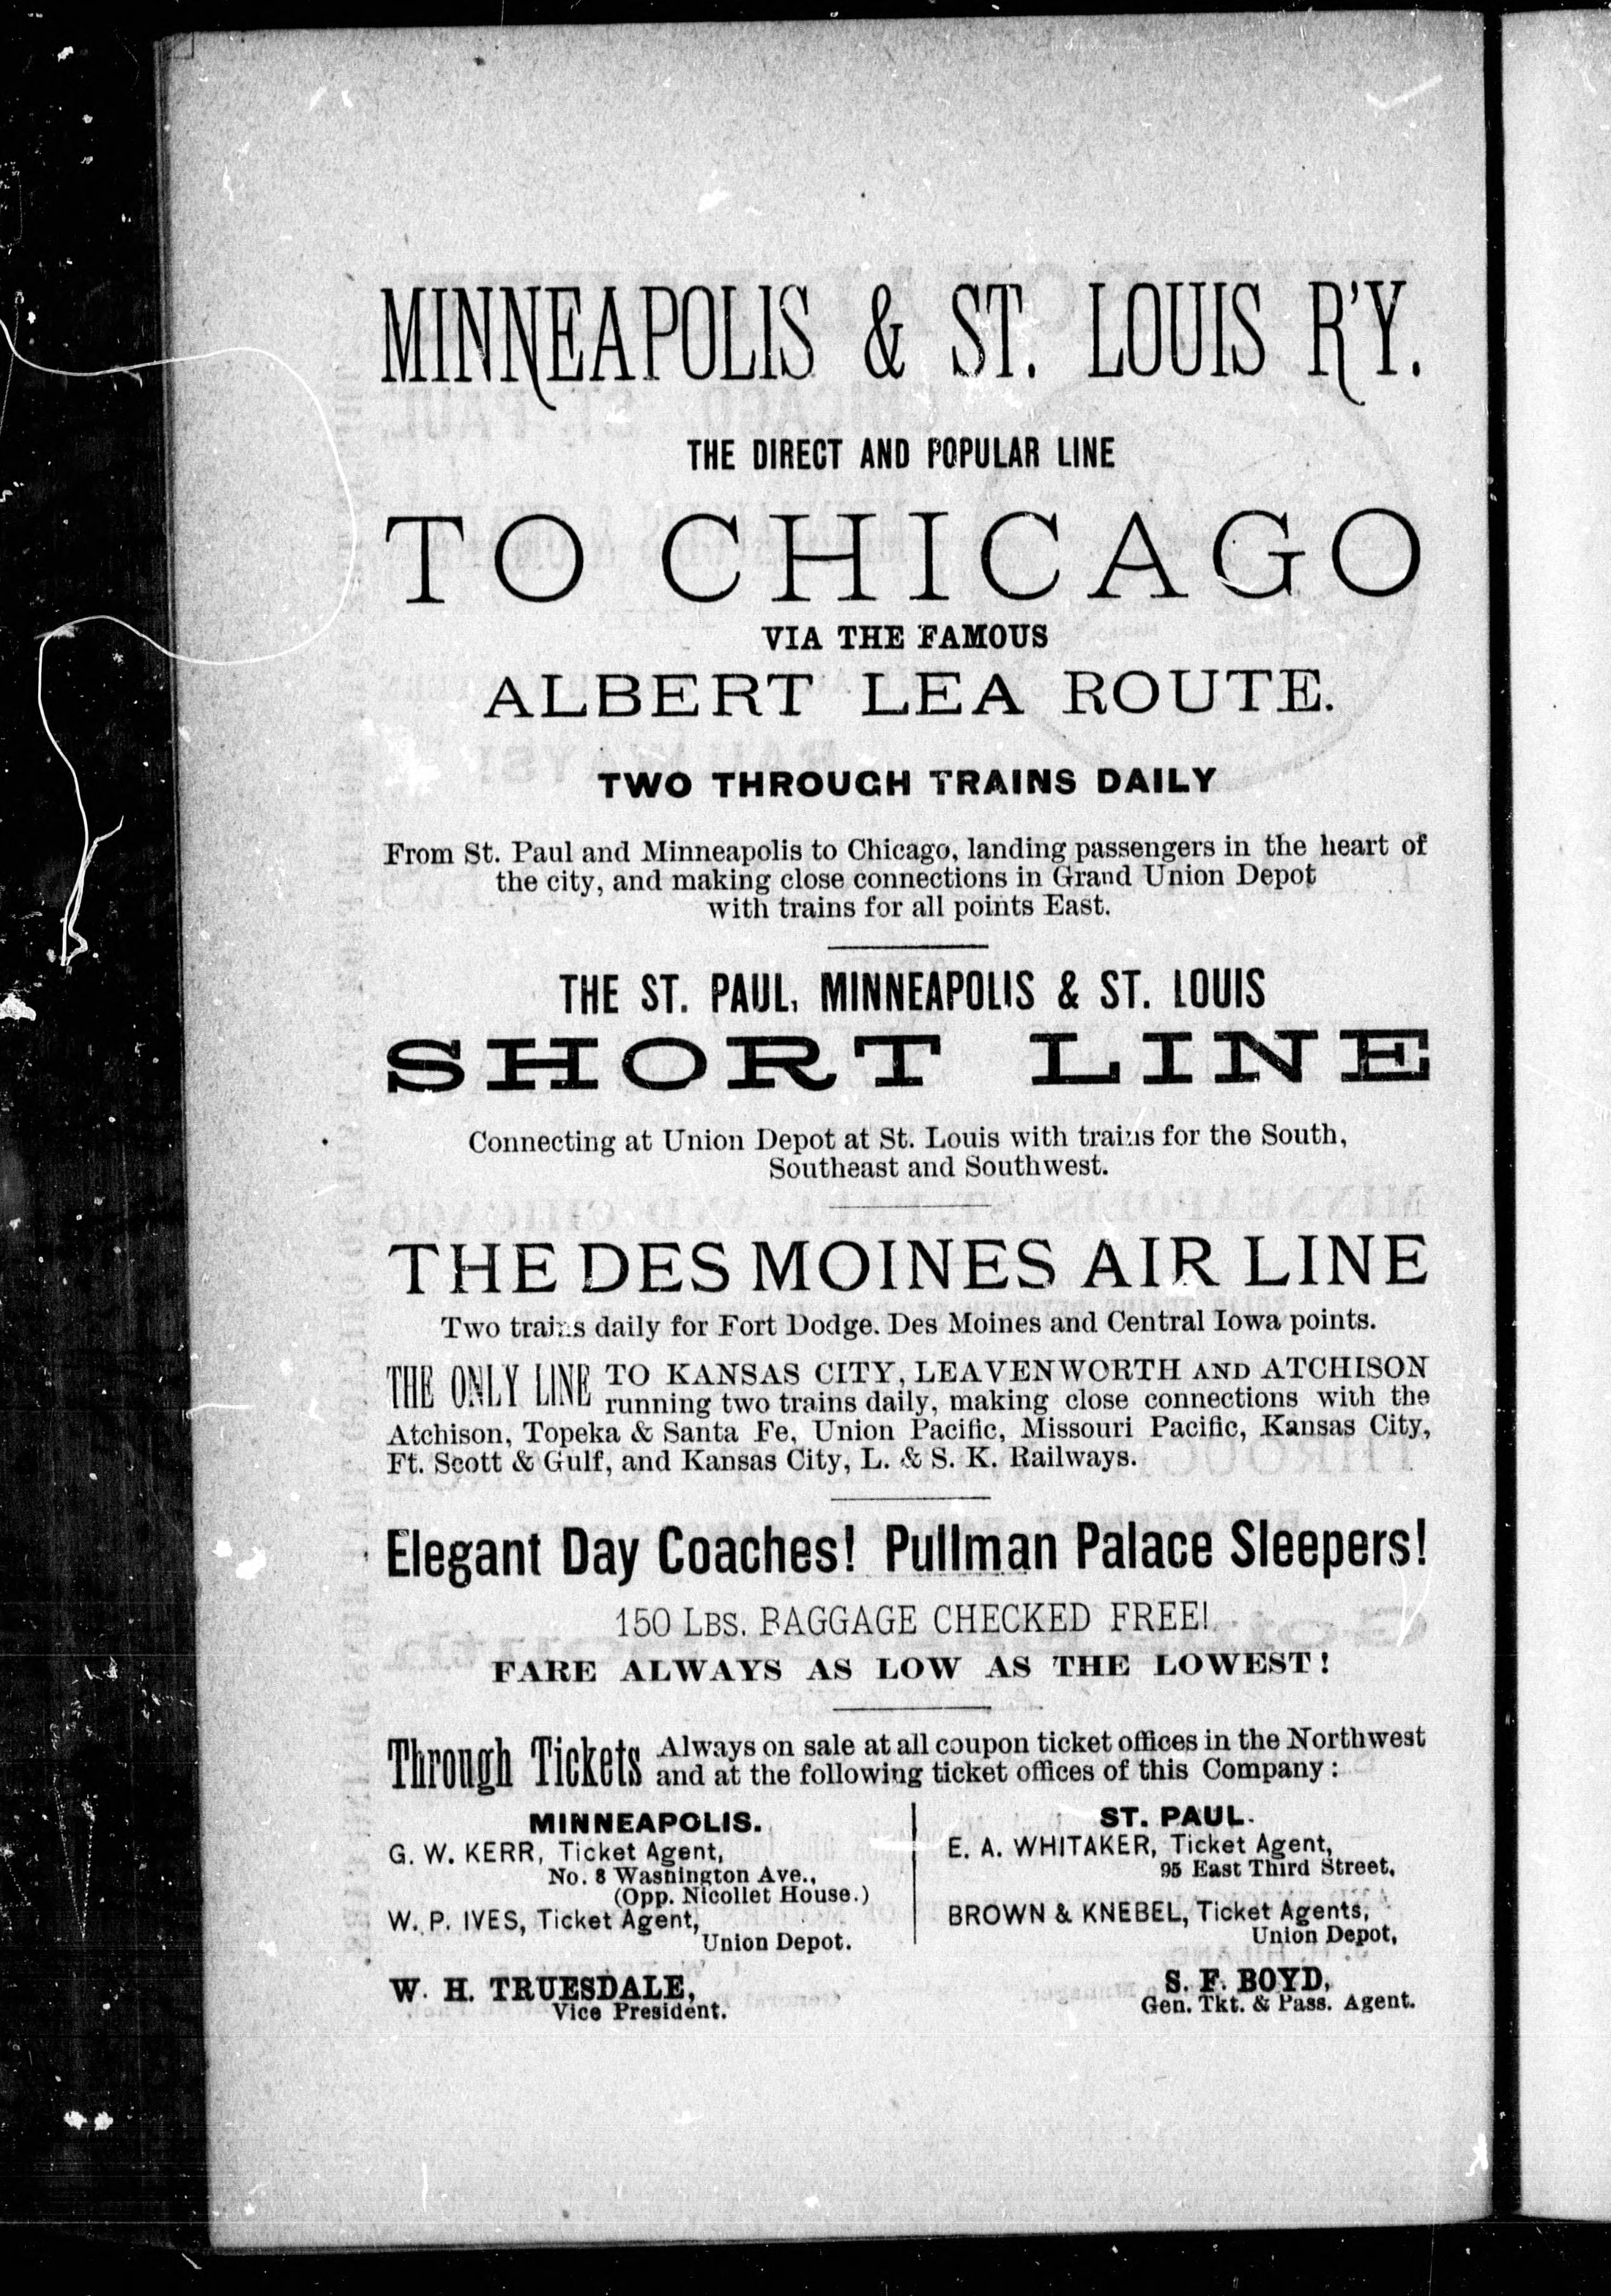 MINNEAPOLIS & ST. LOUIS R'Y.
THE DIRECT AND POPULAR LINE
TO CHICAGO
VIA THE FAMOUS
ALBERT LEA ROUTE.
TWO THROUGH TRAINS DAILY
From St. Paul and Minneapolis to Chicago, landing passengers in the heart of
the city, and making close connections in Grand Union Depot
with trains for all points East.
THE ST. PAUL, MINNEAPOLIS & ST. LOUIS
SHORT LINE
Connecting at Union Depot at St. Louis with trains for the South,
Southeast and Southwest.
THE DES MOINES AIR LINE
Two trains daily for Fort Dodge. Des Moines and Central Iowa points.
THE ONLY LINE TO KANSAS CITY, LEAVENWORTH AND ATCHISON
running two trains daily, making close connections with the
Atchison, Topeka & Santa Fe, Union Pacific, Missouri Pacific, Kansas City,
Ft. Scott & Gulf, and Kansas City, L. & S. K. Railways.
Elegant Day Coaches! Pullman Palace Sleepers!
150 LBS. BAGGAGE CHECKED FREE!
FARE ALWAYS AS LOW AS THE LOWEST!
Through Tickets Always on sale at all coupon ticket offices in the Northwest
and at the following ticket offices of this Company:
MINNEAPOLIS.
G. W. KERR, Ticket Agent,
No. 8 Washington Ave.,
(Opp. Nicollet House.)
W. P. IVES, Ticket Agent,
Union Depot.
ST. PAUL.
E. A. WHITAKER, Ticket Agent,
95 East Third Street,
BROWN & KNEBEL, Ticket Agents,
Union Depot,
W. H. TRUESDALE,
Vice President.
S. F. BOYD,
Gen. Tkt. & Pass. Agent.